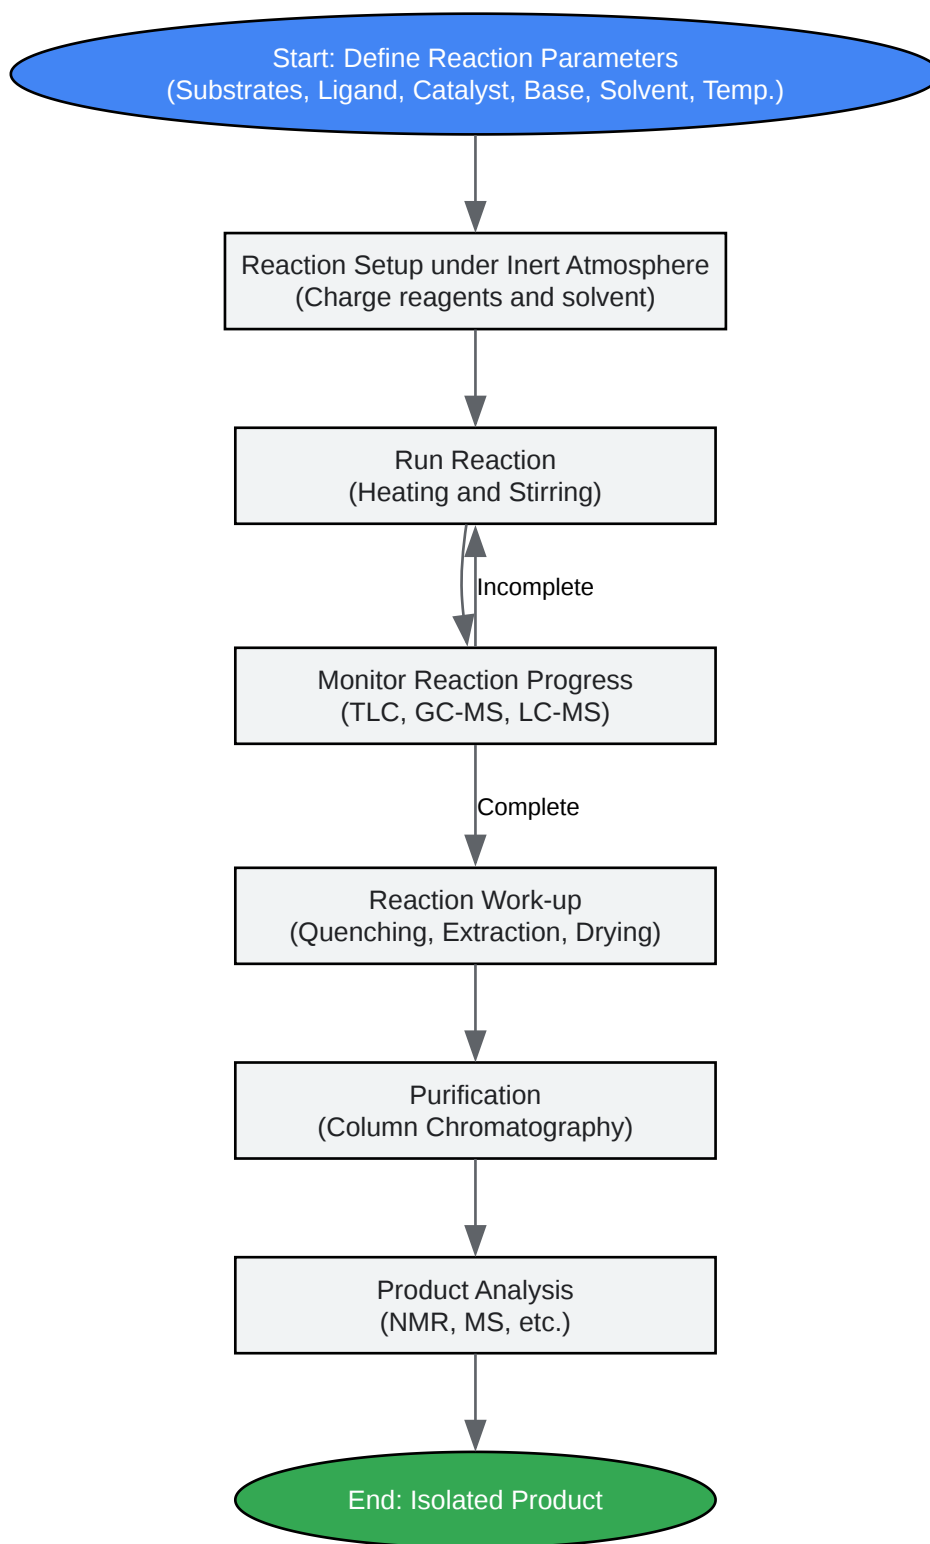 Start: Define Reaction Parameters
(Substrates, Ligand, Catalyst, Base, Solvent, Temp.)
Reaction Setup under Inert Atmosphere
(Charge reagents and solvent)
Run Reaction
(Heating and Stirring)
Incomplete
Monitor Reaction Progress
(TLC, GC-MS, LC-MS)
Complete
Reaction Work-up
(Quenching, Extraction, Drying)
Purification
(Column Chromatography)
Product Analysis
(NMR, MS, etc.)
End: Isolated Product